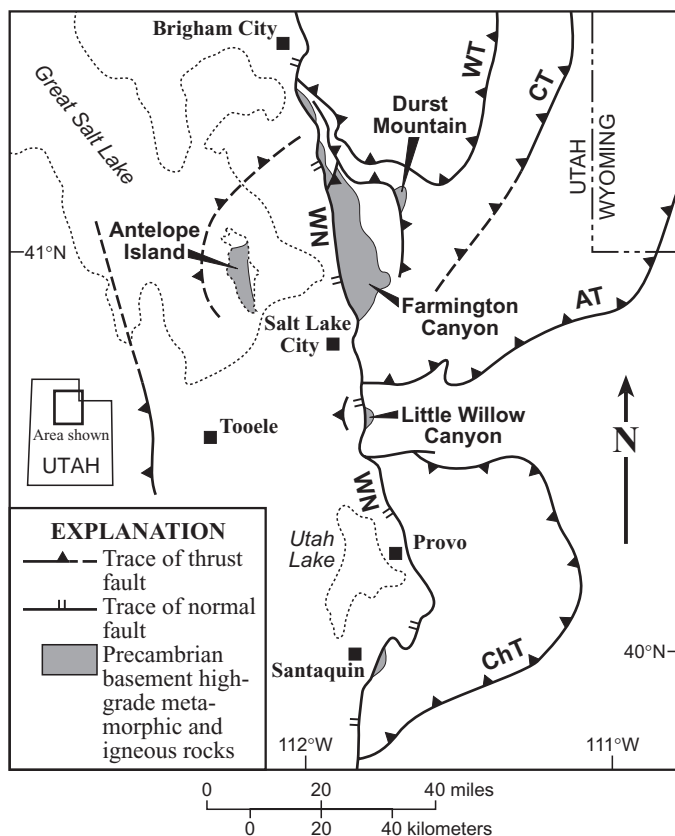 Brigham City
Great Salt Lake
WT
CT
Durst
Mountain
UTAH
WYOMING
Antelope
Island
WN
41°N
AT
Farmington
Canyon
Salt Lake
City
Area shown
UTAH
Tooele
Little Willow
Canyon
N
WN
EXPLANATION
Trace of thrust
fault
Trace of normal
fault
Precambrian
basement high-
grade meta-
morphic and
igneous rocks
Utah
Lake
Provo
Santaquin
ChT
40°N
112°W
111°W
0 20 40 miles
0 20 40 kilometers